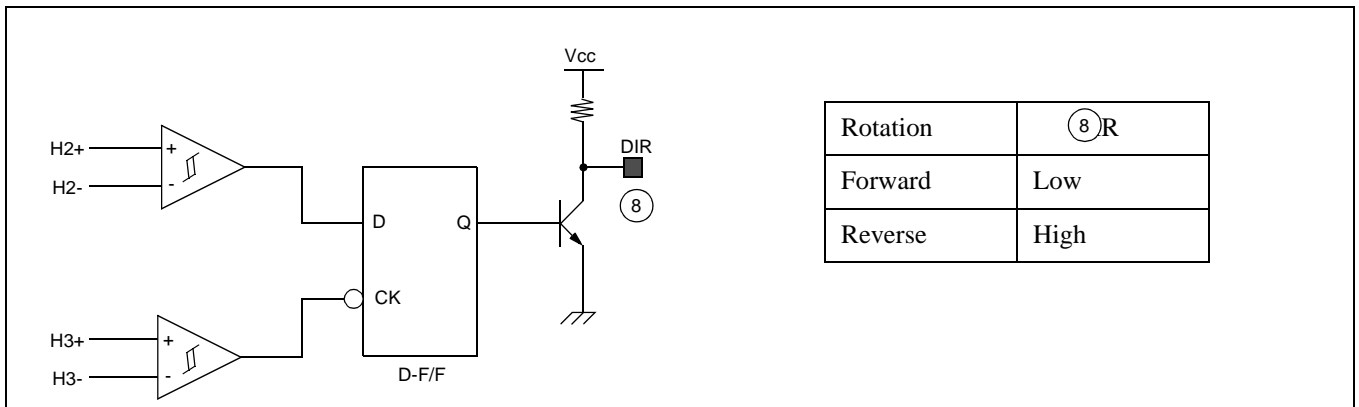 Vcc
H2+
H2-
+
-
D
Q
CK
D-F/F
H3+
H3-
+
-
DIR
8
Rotation 8 R
Forward Low
Reverse High